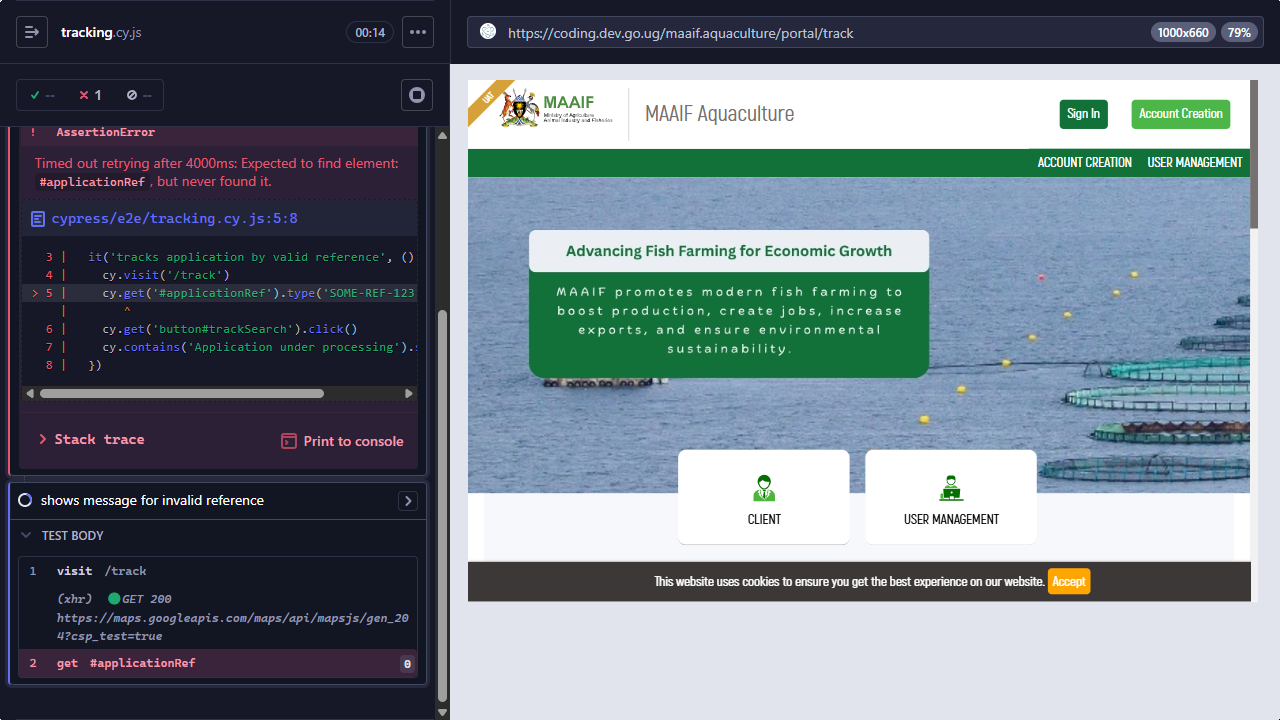 tracking.cy.js
00:14
--
1
--
! AssertionError
Timed out retrying after 4000ms: Expected to find element:
#applicationRef, but never found it.
cypress/e2e/tracking.cy.js:5:8
3 | it('tracks application by valid reference', ()
4 | cy.visit('/track')
> 5 | cy.get('#applicationRef').type('SOME-REF-123
| ^
6 | cy.get('button#trackSearch').click()
7 | cy.contains('Application under processing').
8 | })
Stack trace
Print to console
shows message for invalid reference
TEST BODY
1 visit /track
(xhr) GET 200
https://maps.googleapis.com/maps/api/mapsjs/gen_20
4?csp_test=true
2 get #applicationRef 0
https://coding.dev.go.ug/maaif.aquaculture/portal/track
1000x660
79%
UAT
MAAIF
Ministry of Agriculture
Animal Industry and Fisheries
MAAIF Aquaculture
Sign In
Account Creation
ACCOUNT CREATION
USER MANAGEMENT
Advancing Fish Farming for Economic Growth
MAAIF promotes modern fish farming to
boost production, create jobs, increase
exports, and ensure environmental
sustainability.
CLIENT
USER MANAGEMENT
This website uses cookies to ensure you get the best experience on our website.
Accept